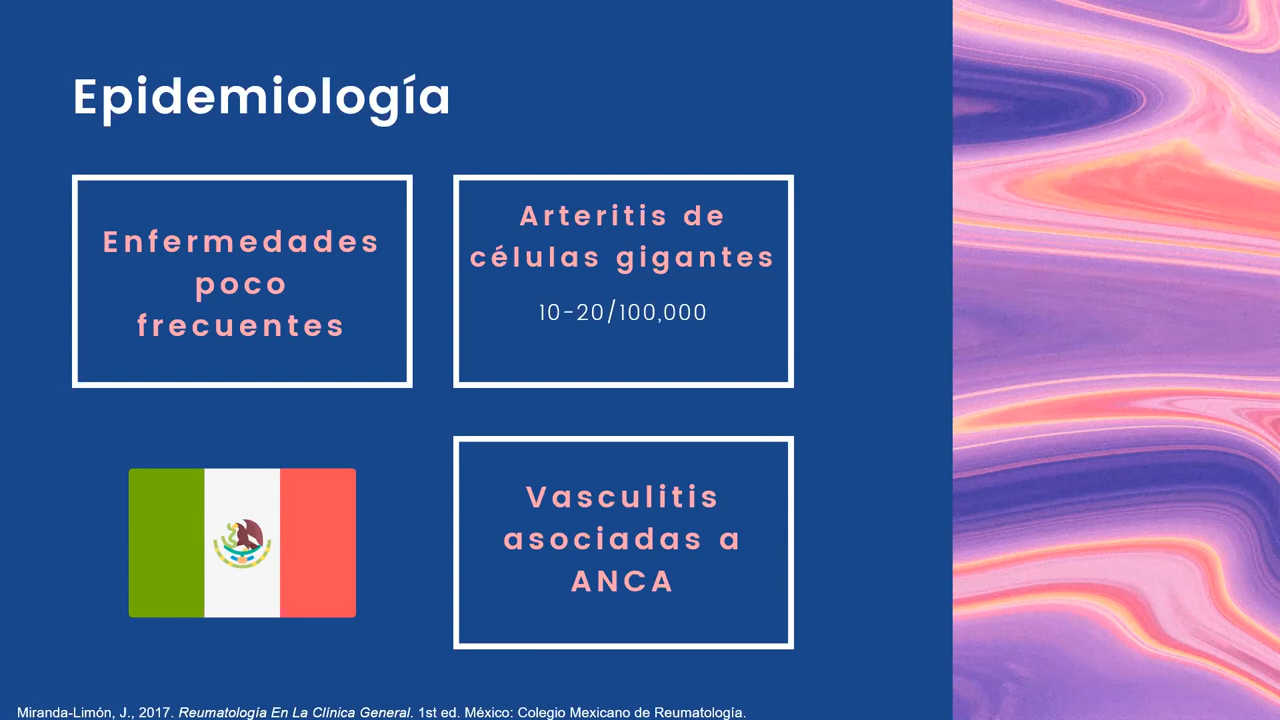 Epidemiología
Enfermedades
poco
frecuentes
Arteritis de
células gigantes
10-20/100,000
Vasculitis
asociadas a
ANCA
Miranda-Limón, J., 2017. Reumatología En La Clínica General. 1st ed. México: Colegio Mexicano de Reumatología.